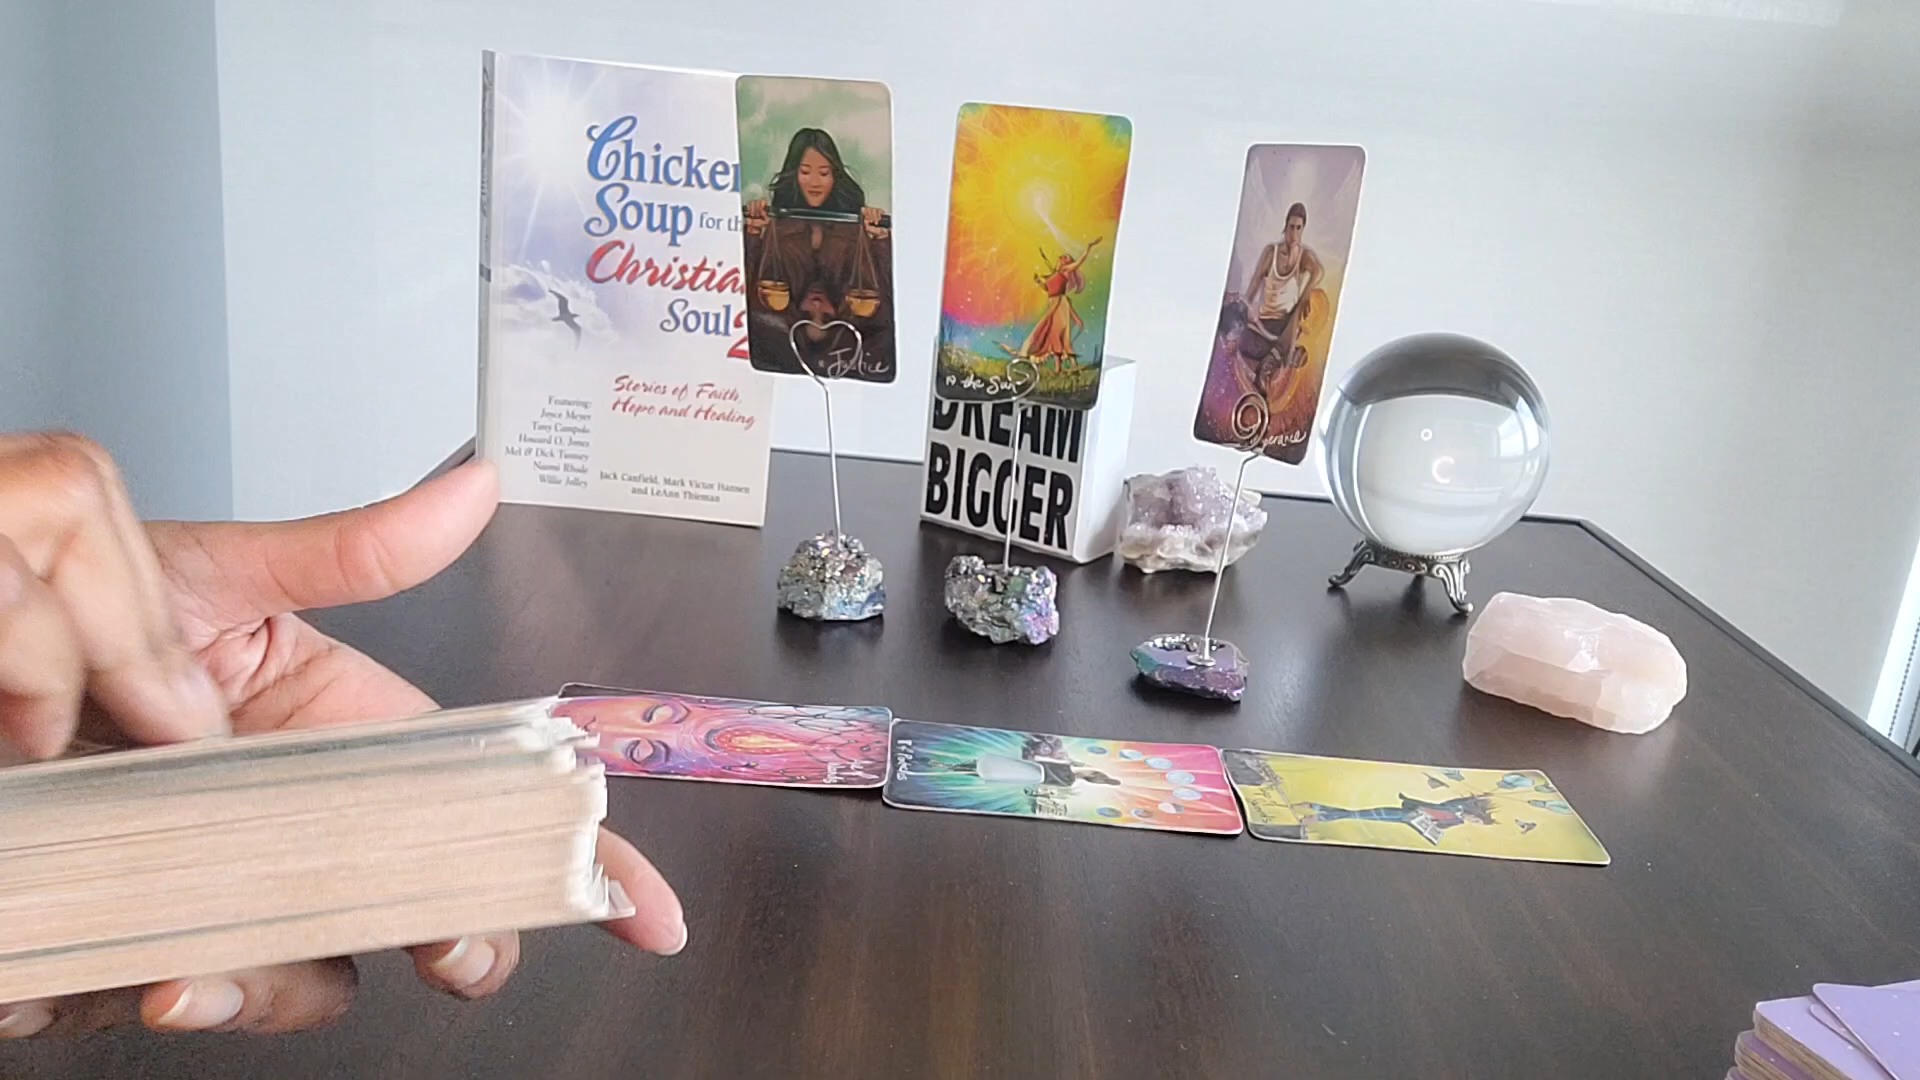 Chicken
Soup for the
Christian
Soul 2
Stories of Faith,
Hope and Healing
Featuring:
Joyce Meyer
Tony Campolo
Howard O. Jones
Mel & Dick Tunney
Naomi Rhode
Willie Jolley
Jack Canfield, Mark Victor Hansen
and LeAnn Thieman
Justice
19 the Sun
DREAM
BIGGER